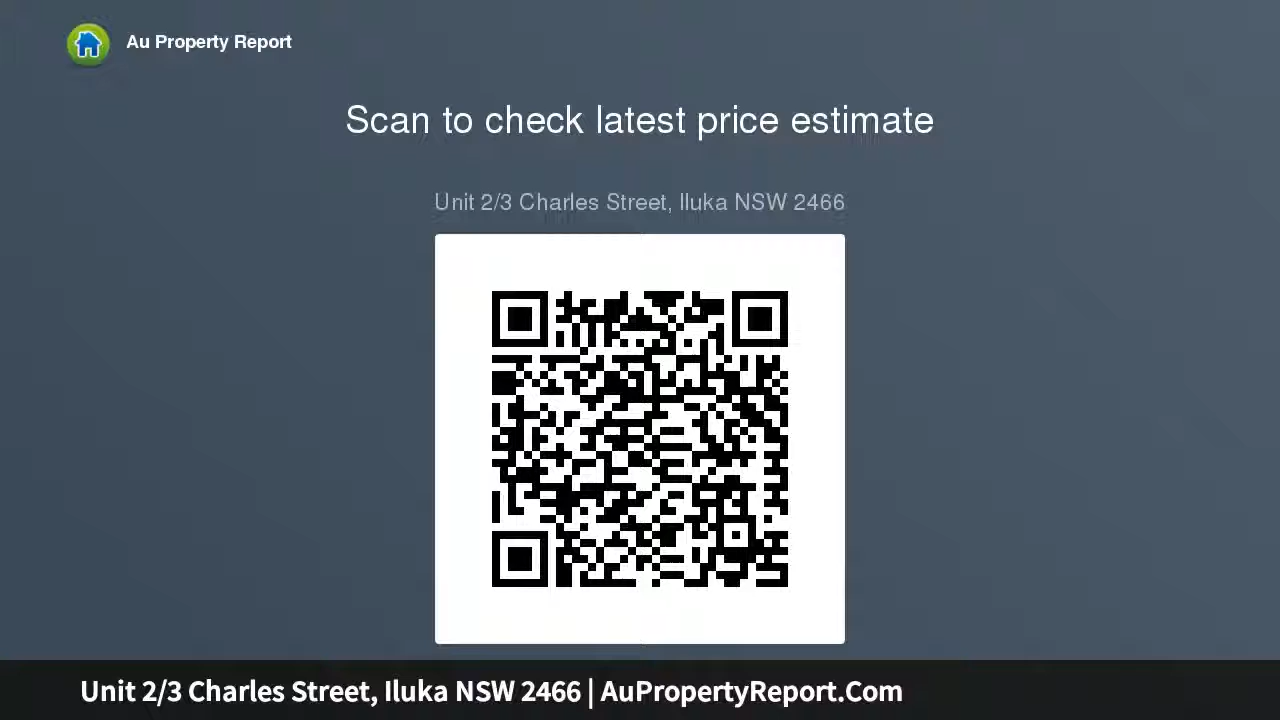 Au Property Report
Scan to check latest price estimate
Unit 2/3 Charles Street, Iluka NSW 2466
Unit 2/3 Charles Street, Iluka NSW 2466 | AuPropertyReport.Com